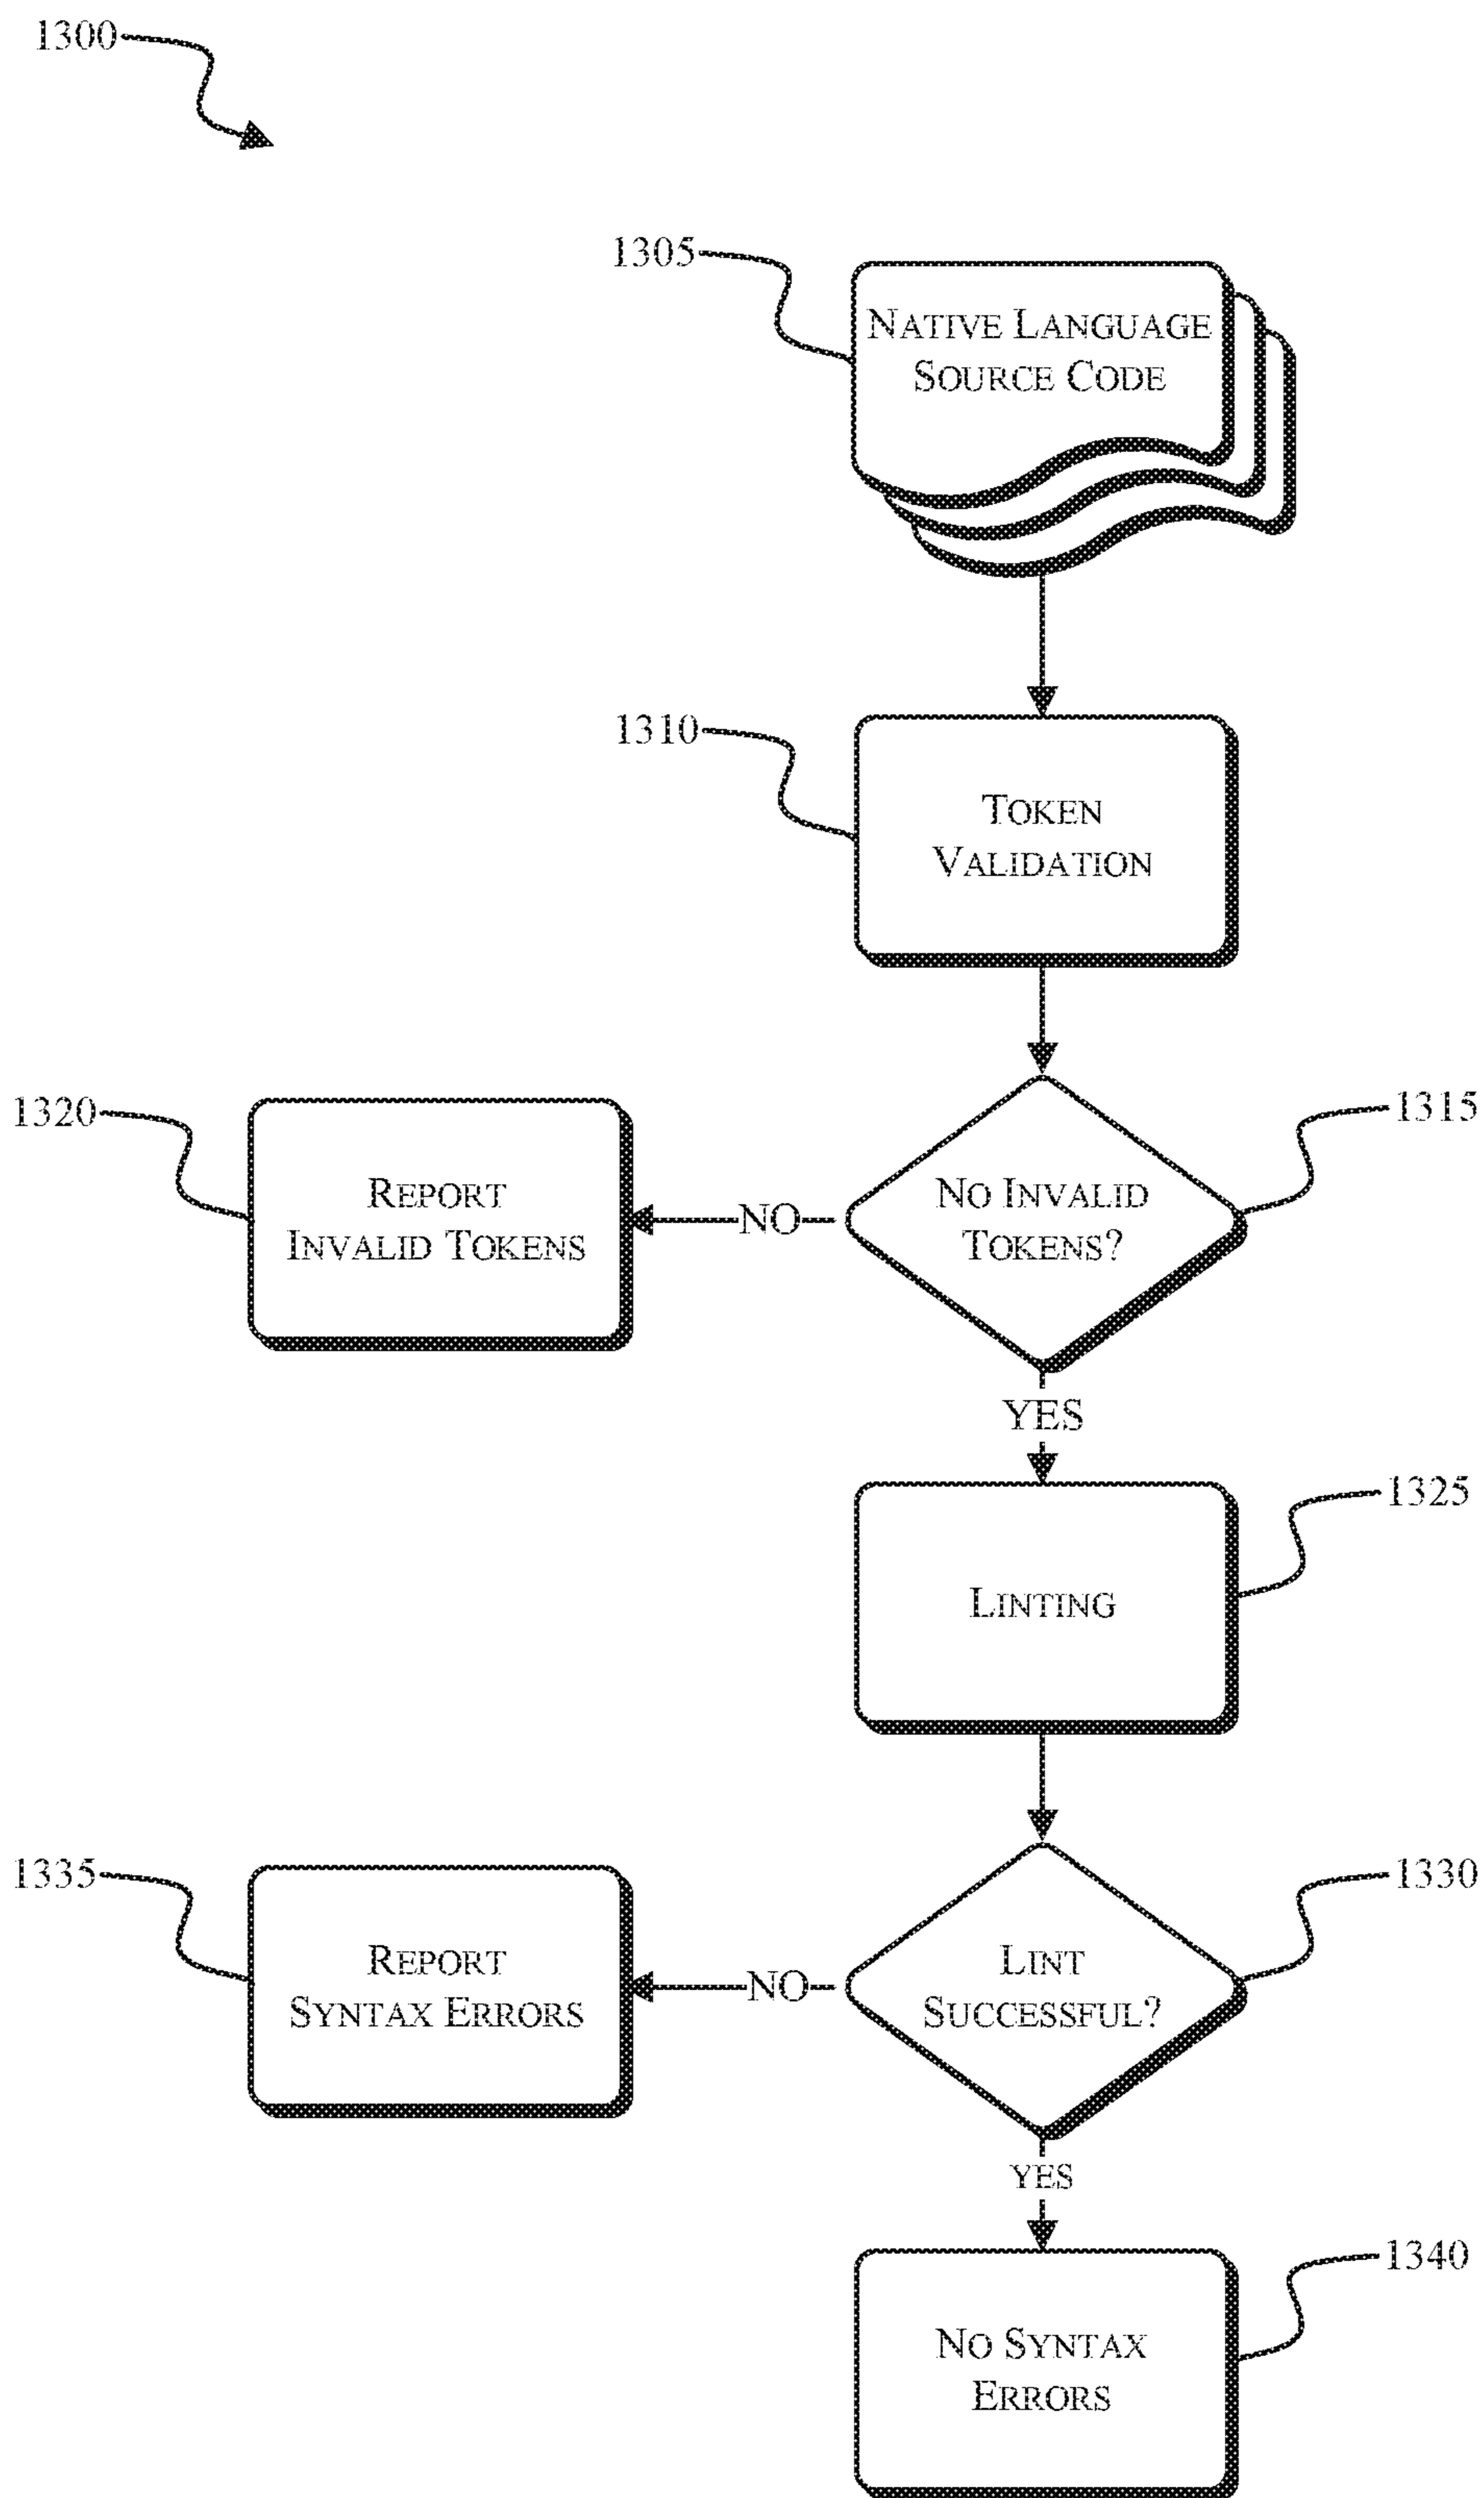 1300
1305
NATIVE LANGUAGE
SOURCE CODE
1310
TOKEN
VALIDATION
1320
REPORT
INVALID TOKENS
NO
NO INVALID
TOKENS?
1315
YES
1325
LINTING
1335
REPORT
SYNTAX ERRORS
NO
LINT
SUCCESSFUL?
1330
YES
1340
NO SYNTAX
ERRORS